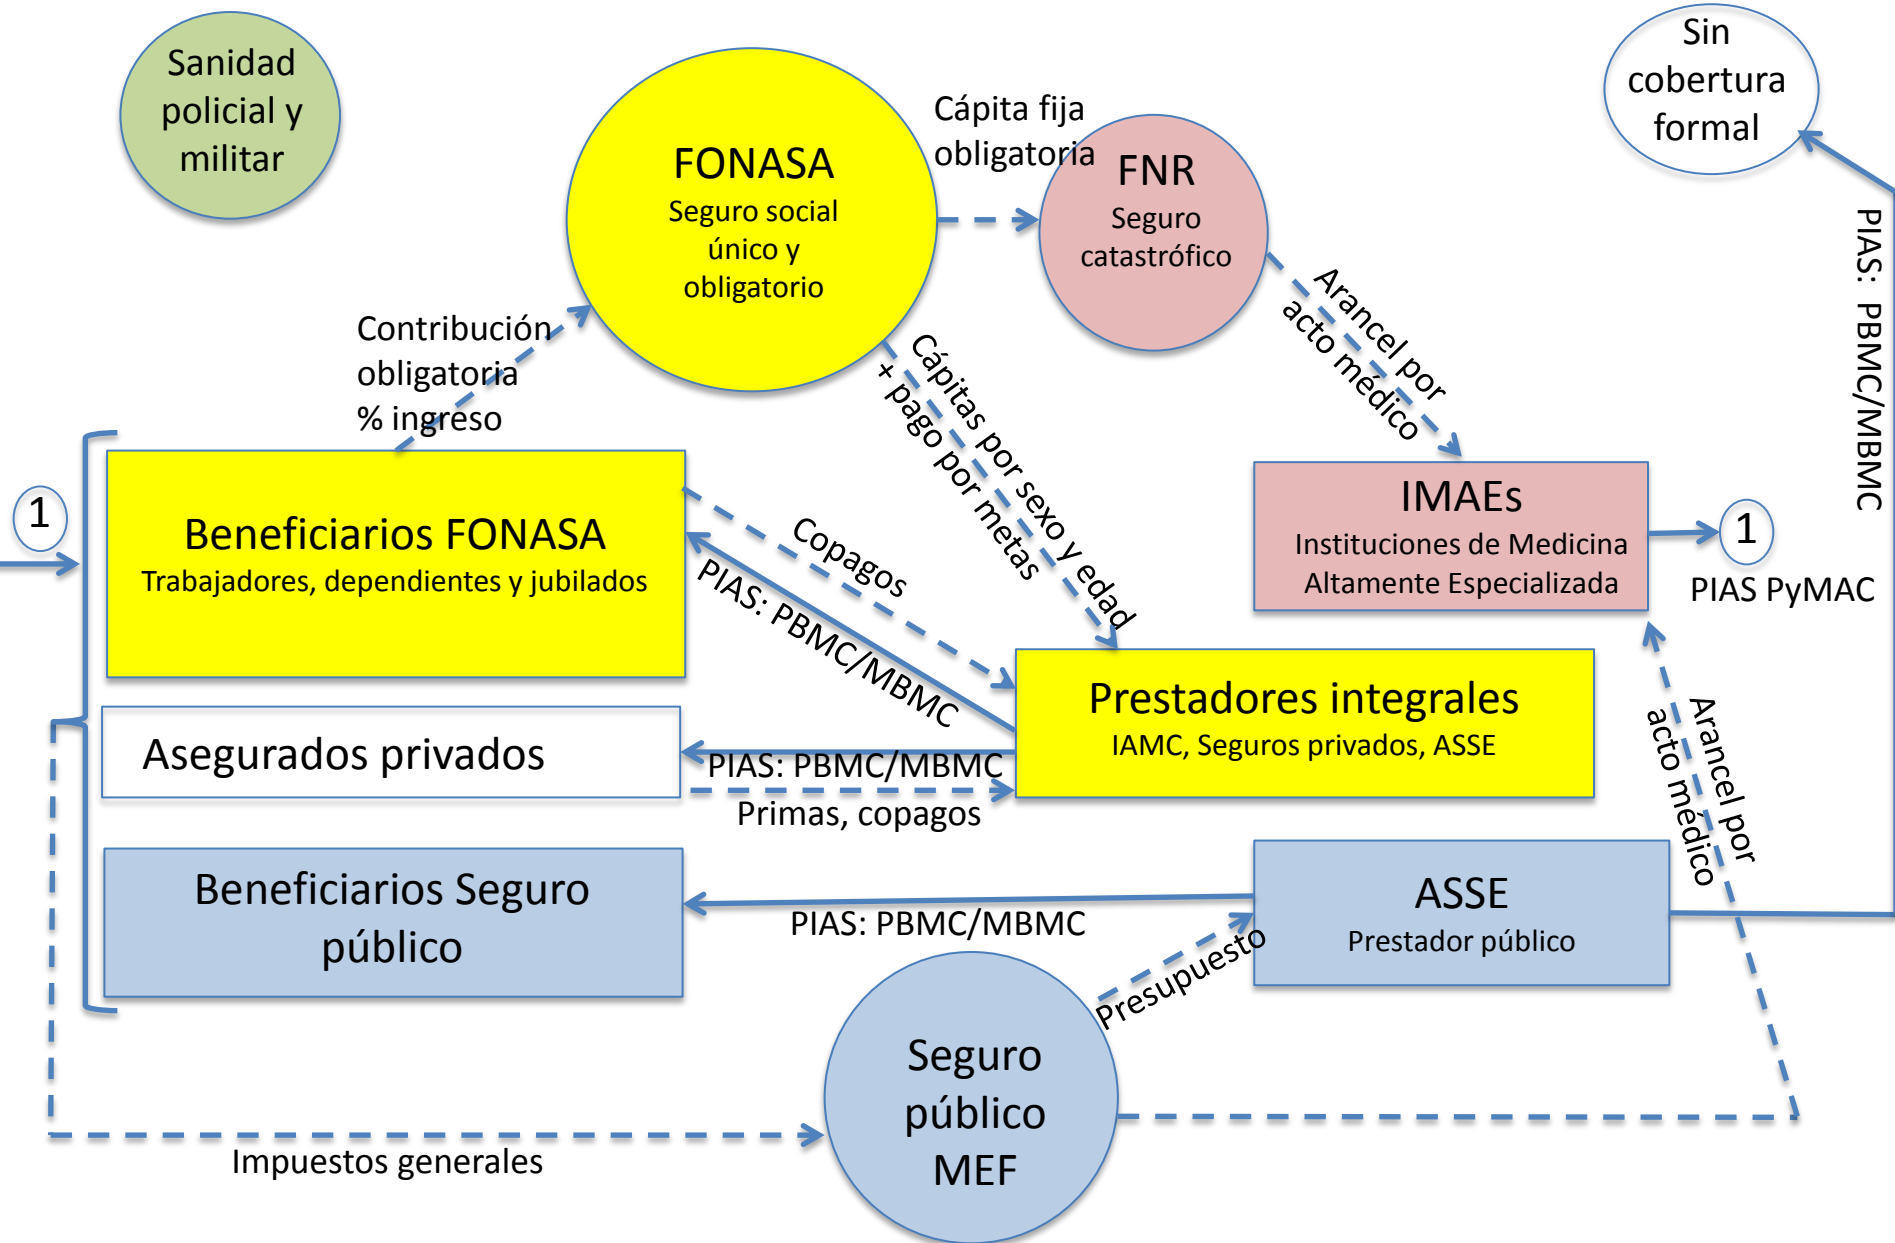 Sanidad
policial y
militar
FONASA
Seguro social
único y
obligatorio
Cápita fija
obligatoria
FNR
Seguro
catastrófico
Sin
cobertura
formal
PIAS: PBMC/MBMC
Contribución
obligatoria
% ingreso
Cápitas por sexo y edad
+ pago por metas
Arancel por
acto médico
1
Beneficiarios FONASA
Trabajadores, dependientes y jubilados
Copagos
PIAS: PBMC/MBMC
IMAEs
Instituciones de Medicina
Altamente Especializada
1
PIAS PyMAC
Prestadores integrales
IAMC, Seguros privados, ASSE
Asegurados privados
PIAS: PBMC/MBMC
Primas, copagos
Arancel por
acto médico
Beneficiarios Seguro
público
PIAS: PBMC/MBMC
ASSE
Prestador público
Presupuesto
Seguro
público
MEF
Impuestos generales